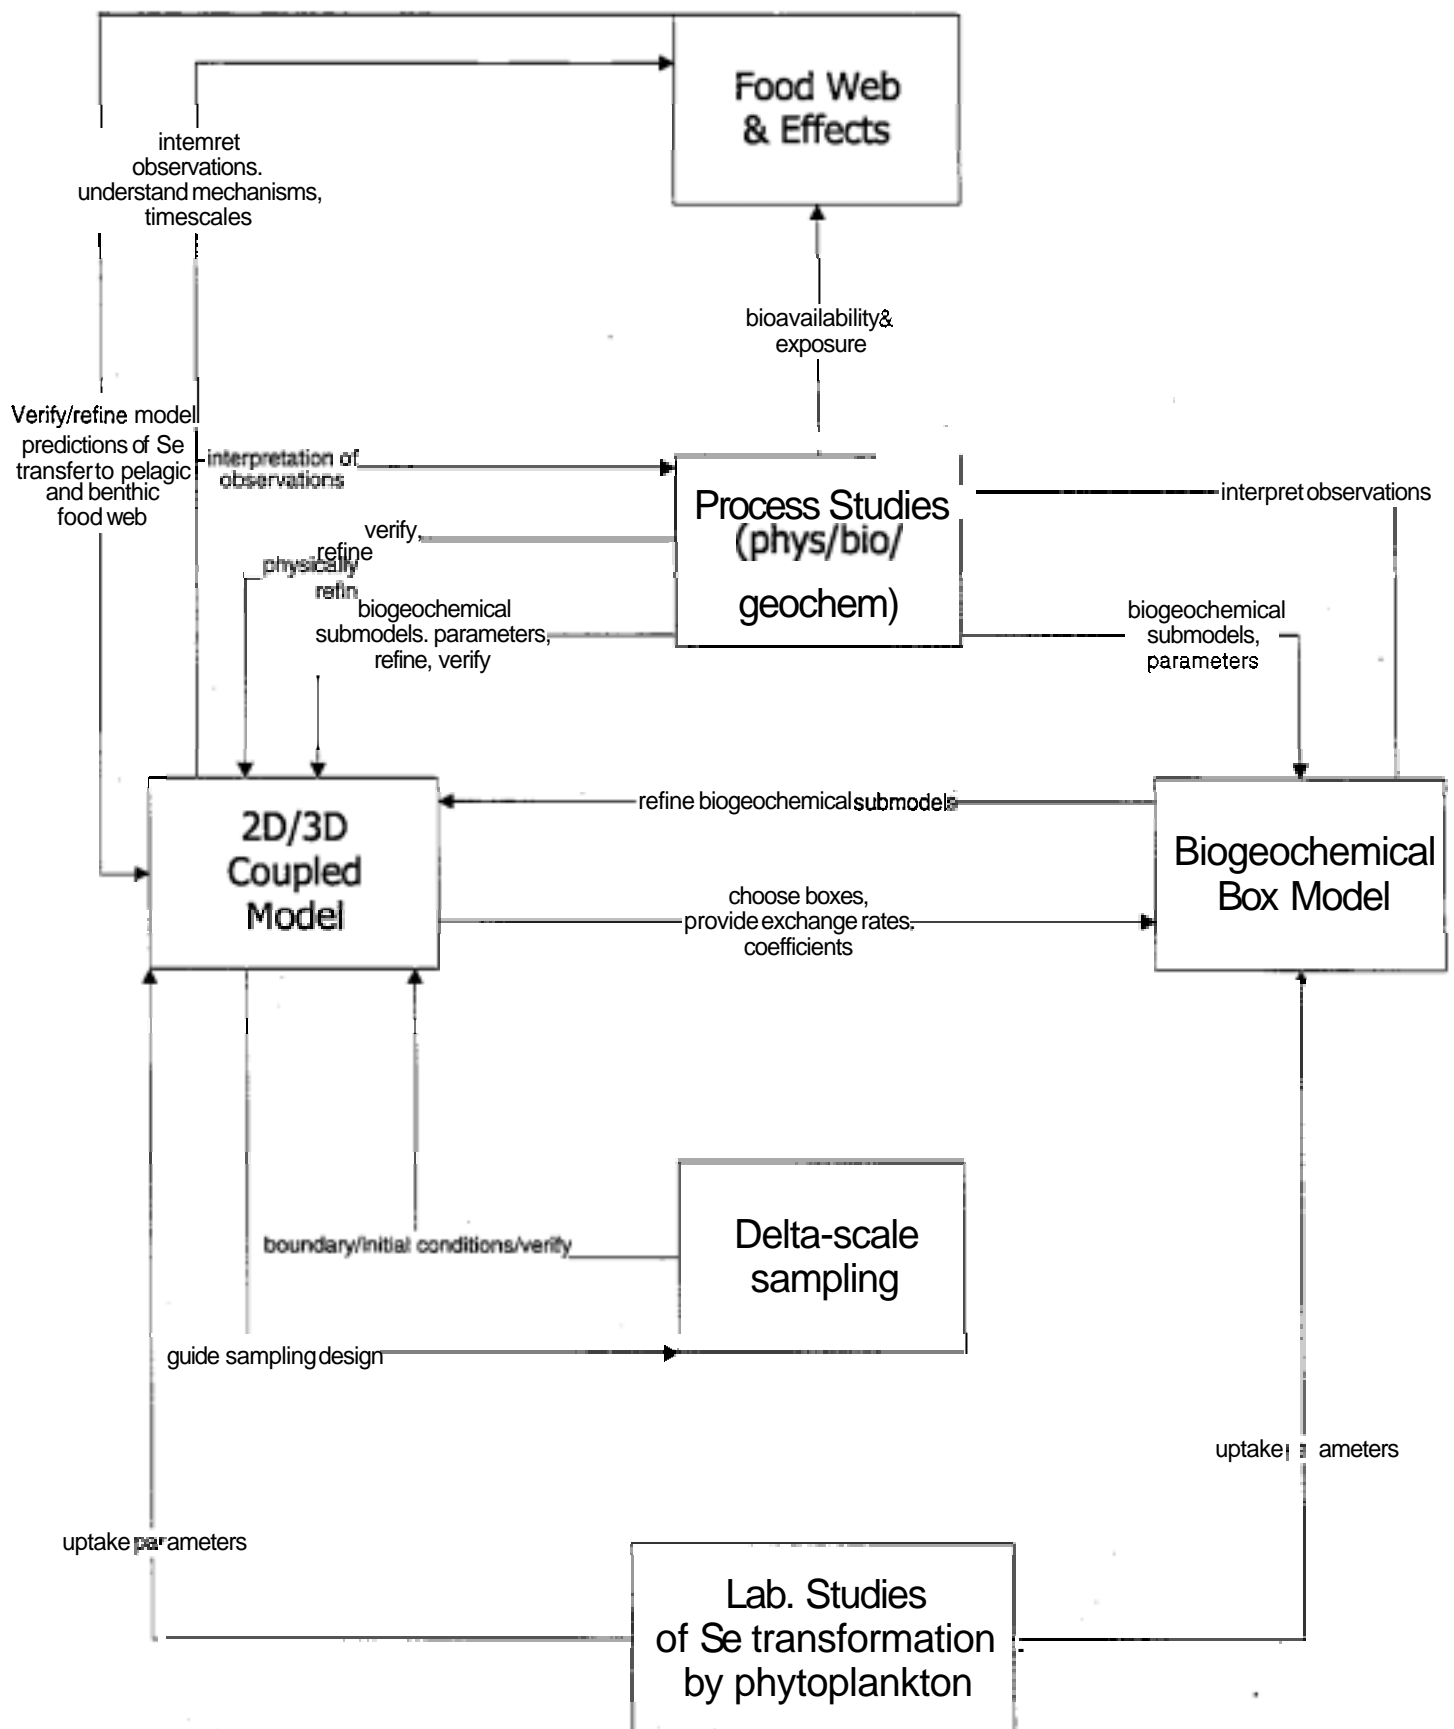 Food Web
& Effects
intemret
observations.
understand mechanisms,
timescales
bioavailability&
exposure
Verify/refine model
predictions of Se
transfer to pelagic
and benthic
food web
interpretation of
observations
Process Studies
(phys/bio/
geochem)
interpret observations
verify,
refine
physically
refin
biogeochemical
submodels. parameters,
refine, verify
biogeochemical
submodels,
parameters
2D/3D
Coupled
Model
refine biogeochemical submodels
Biogeochemical
Box Model
choose boxes,
provide exchange rates,
coefficients
Delta-scale
sampling
boundary/initial conditions/verify
guide sampling design
uptake ameters
uptake parameters
Lab. Studies
of Se transformation
by phytoplankton